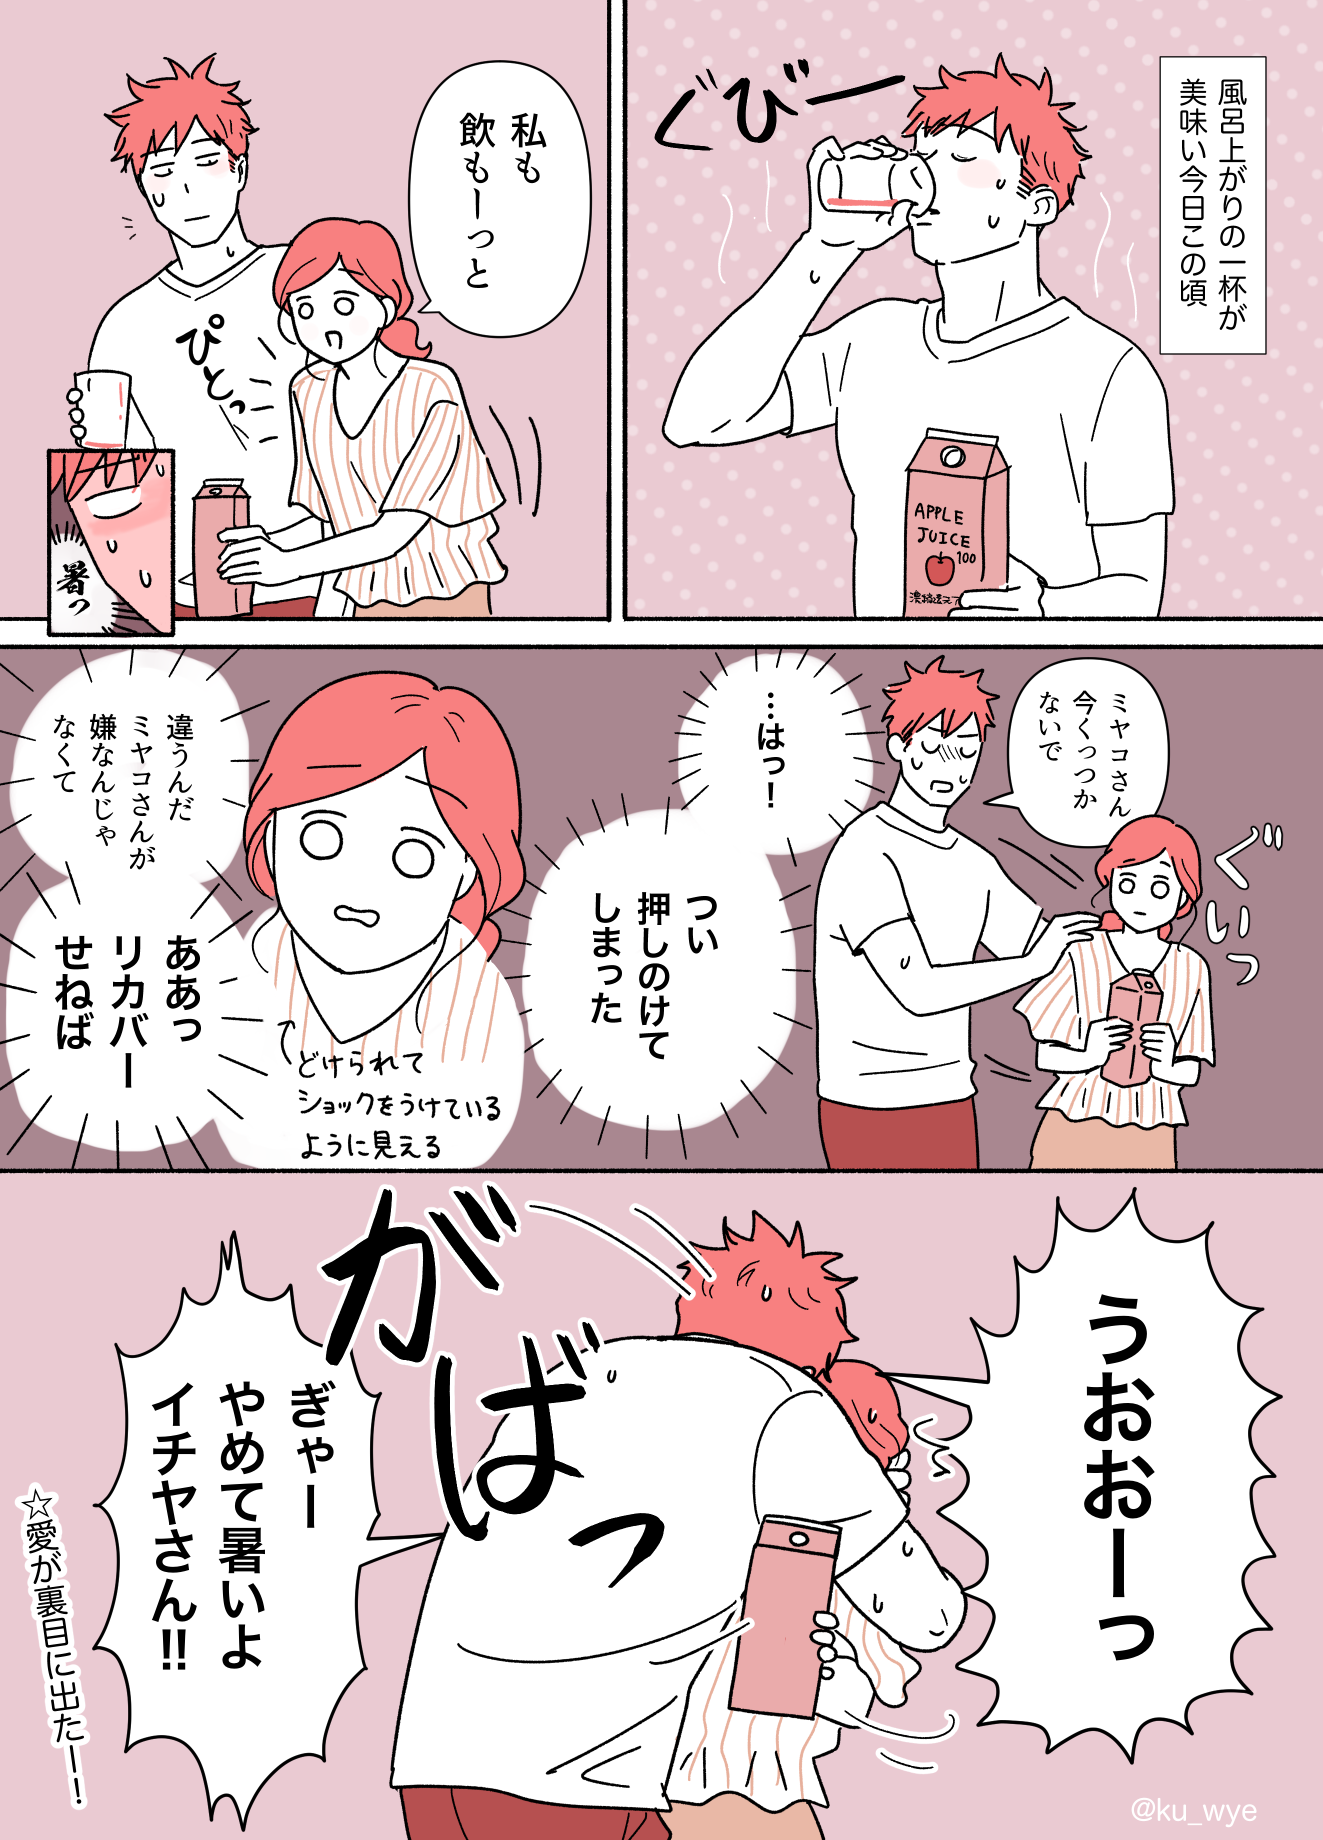 風呂上がりの一杯が
美味い今日この頃
ぐびー
APPLE
JUICE
100
私も
飲もーっと
ぴとっ
暑っ
ミヤコさん
今くっつか
ないで
ぐいっ
…はっ！
つい
押しのけて
しまった
どけられて
ショックをうけている
ように見える
違うんだ
ミヤコさんが
嫌なんじゃ
なくて
ああっ
リカバー
せねば
うおおーっ
がばっ
ぎゃー
やめて暑いよ
イチヤさん!!
☆愛が裏目に出たー！
@ku_wye